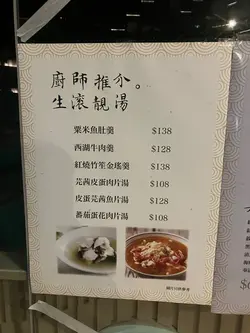 廚師推介。
生滾靚湯
粟米魚肚羹 $138
西湖牛肉羹 $128
紅燒竹笙金瑤羹 $138
芫茜皮蛋肉片湯 $108
皮蛋芫茜魚片湯 $128
番茄蛋花肉片湯 $108